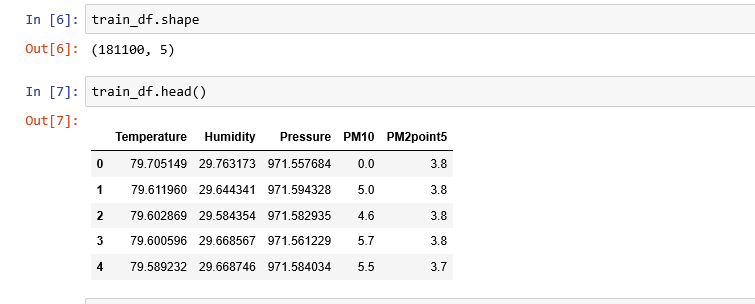 In [6]: train_df.shape
Out[6]: (181100, 5)
In [7]: train_df.head()
Out[7]:
Temperature Humidity Pressure PM10 PM2point5
0 79.705149 29.763173 971.557684 0.0 3.8
1 79.611960 29.644341 971.594328 5.0 3.8
2 79.602869 29.584354 971.582935 4.6 3.8
3 79.600596 29.668567 971.561229 5.7 3.8
4 79.589232 29.668746 971.584034 5.5 3.7